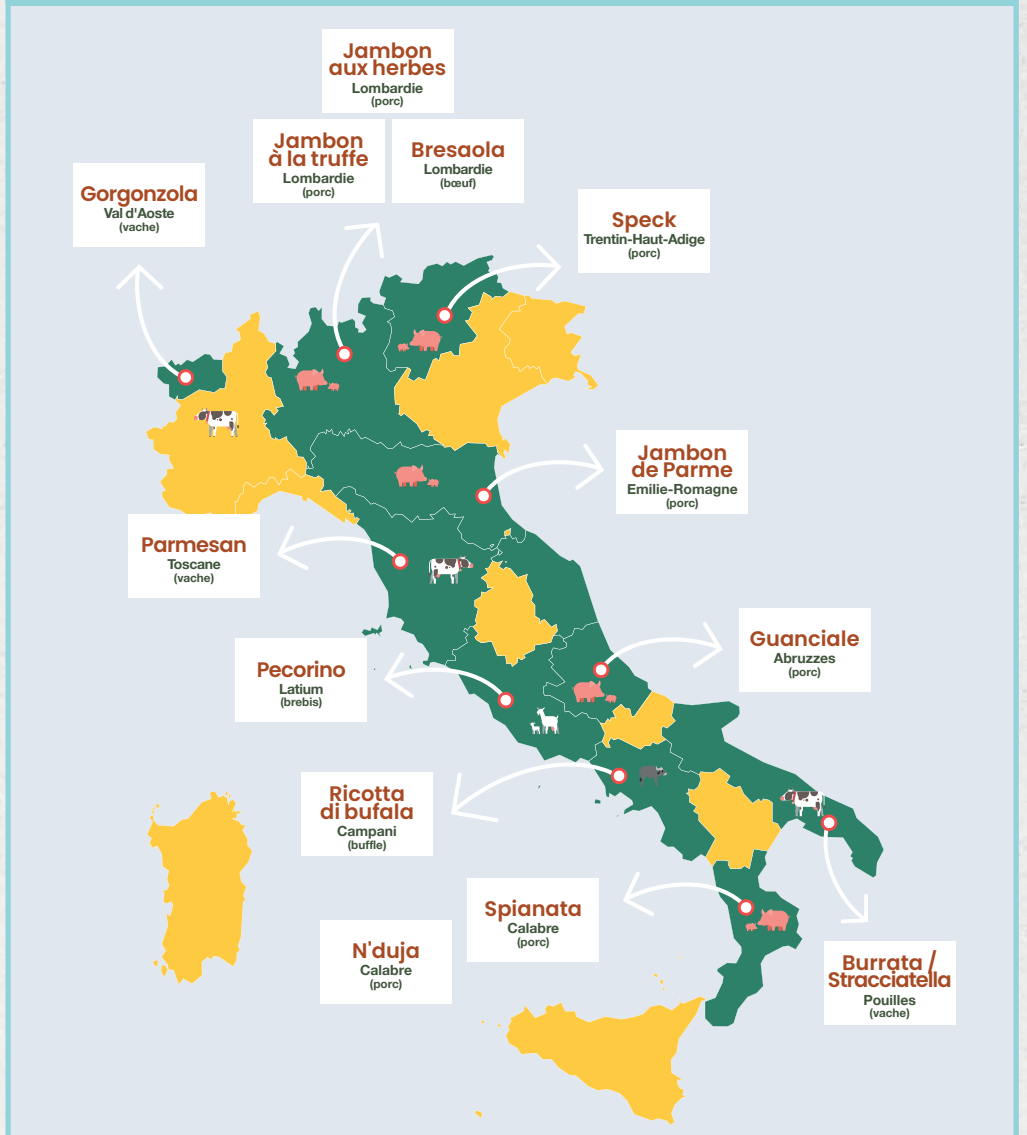 Jambon
aux herbes
Lombardie
(porc)
Jambon
à la truffe
Lombardie
(porc)
Bresaola
Lombardie
(bœuf)
Gorgonzola
Val d'Aoste
(vache)
Speck
Trentin-Haut-Adige
(porc)
Jambon
de Parme
Emilie-Romagne
(porc)
Parmesan
Toscane
(vache)
Guanciale
Abruzzes
(porc)
Pecorino
Latium
(brebis)
Ricotta
di bufala
Campani
(buffle)
Spianata
Calabre
(porc)
N'duja
Calabre
(porc)
Burrata /
Stracciatella
Pouilles
(vache)